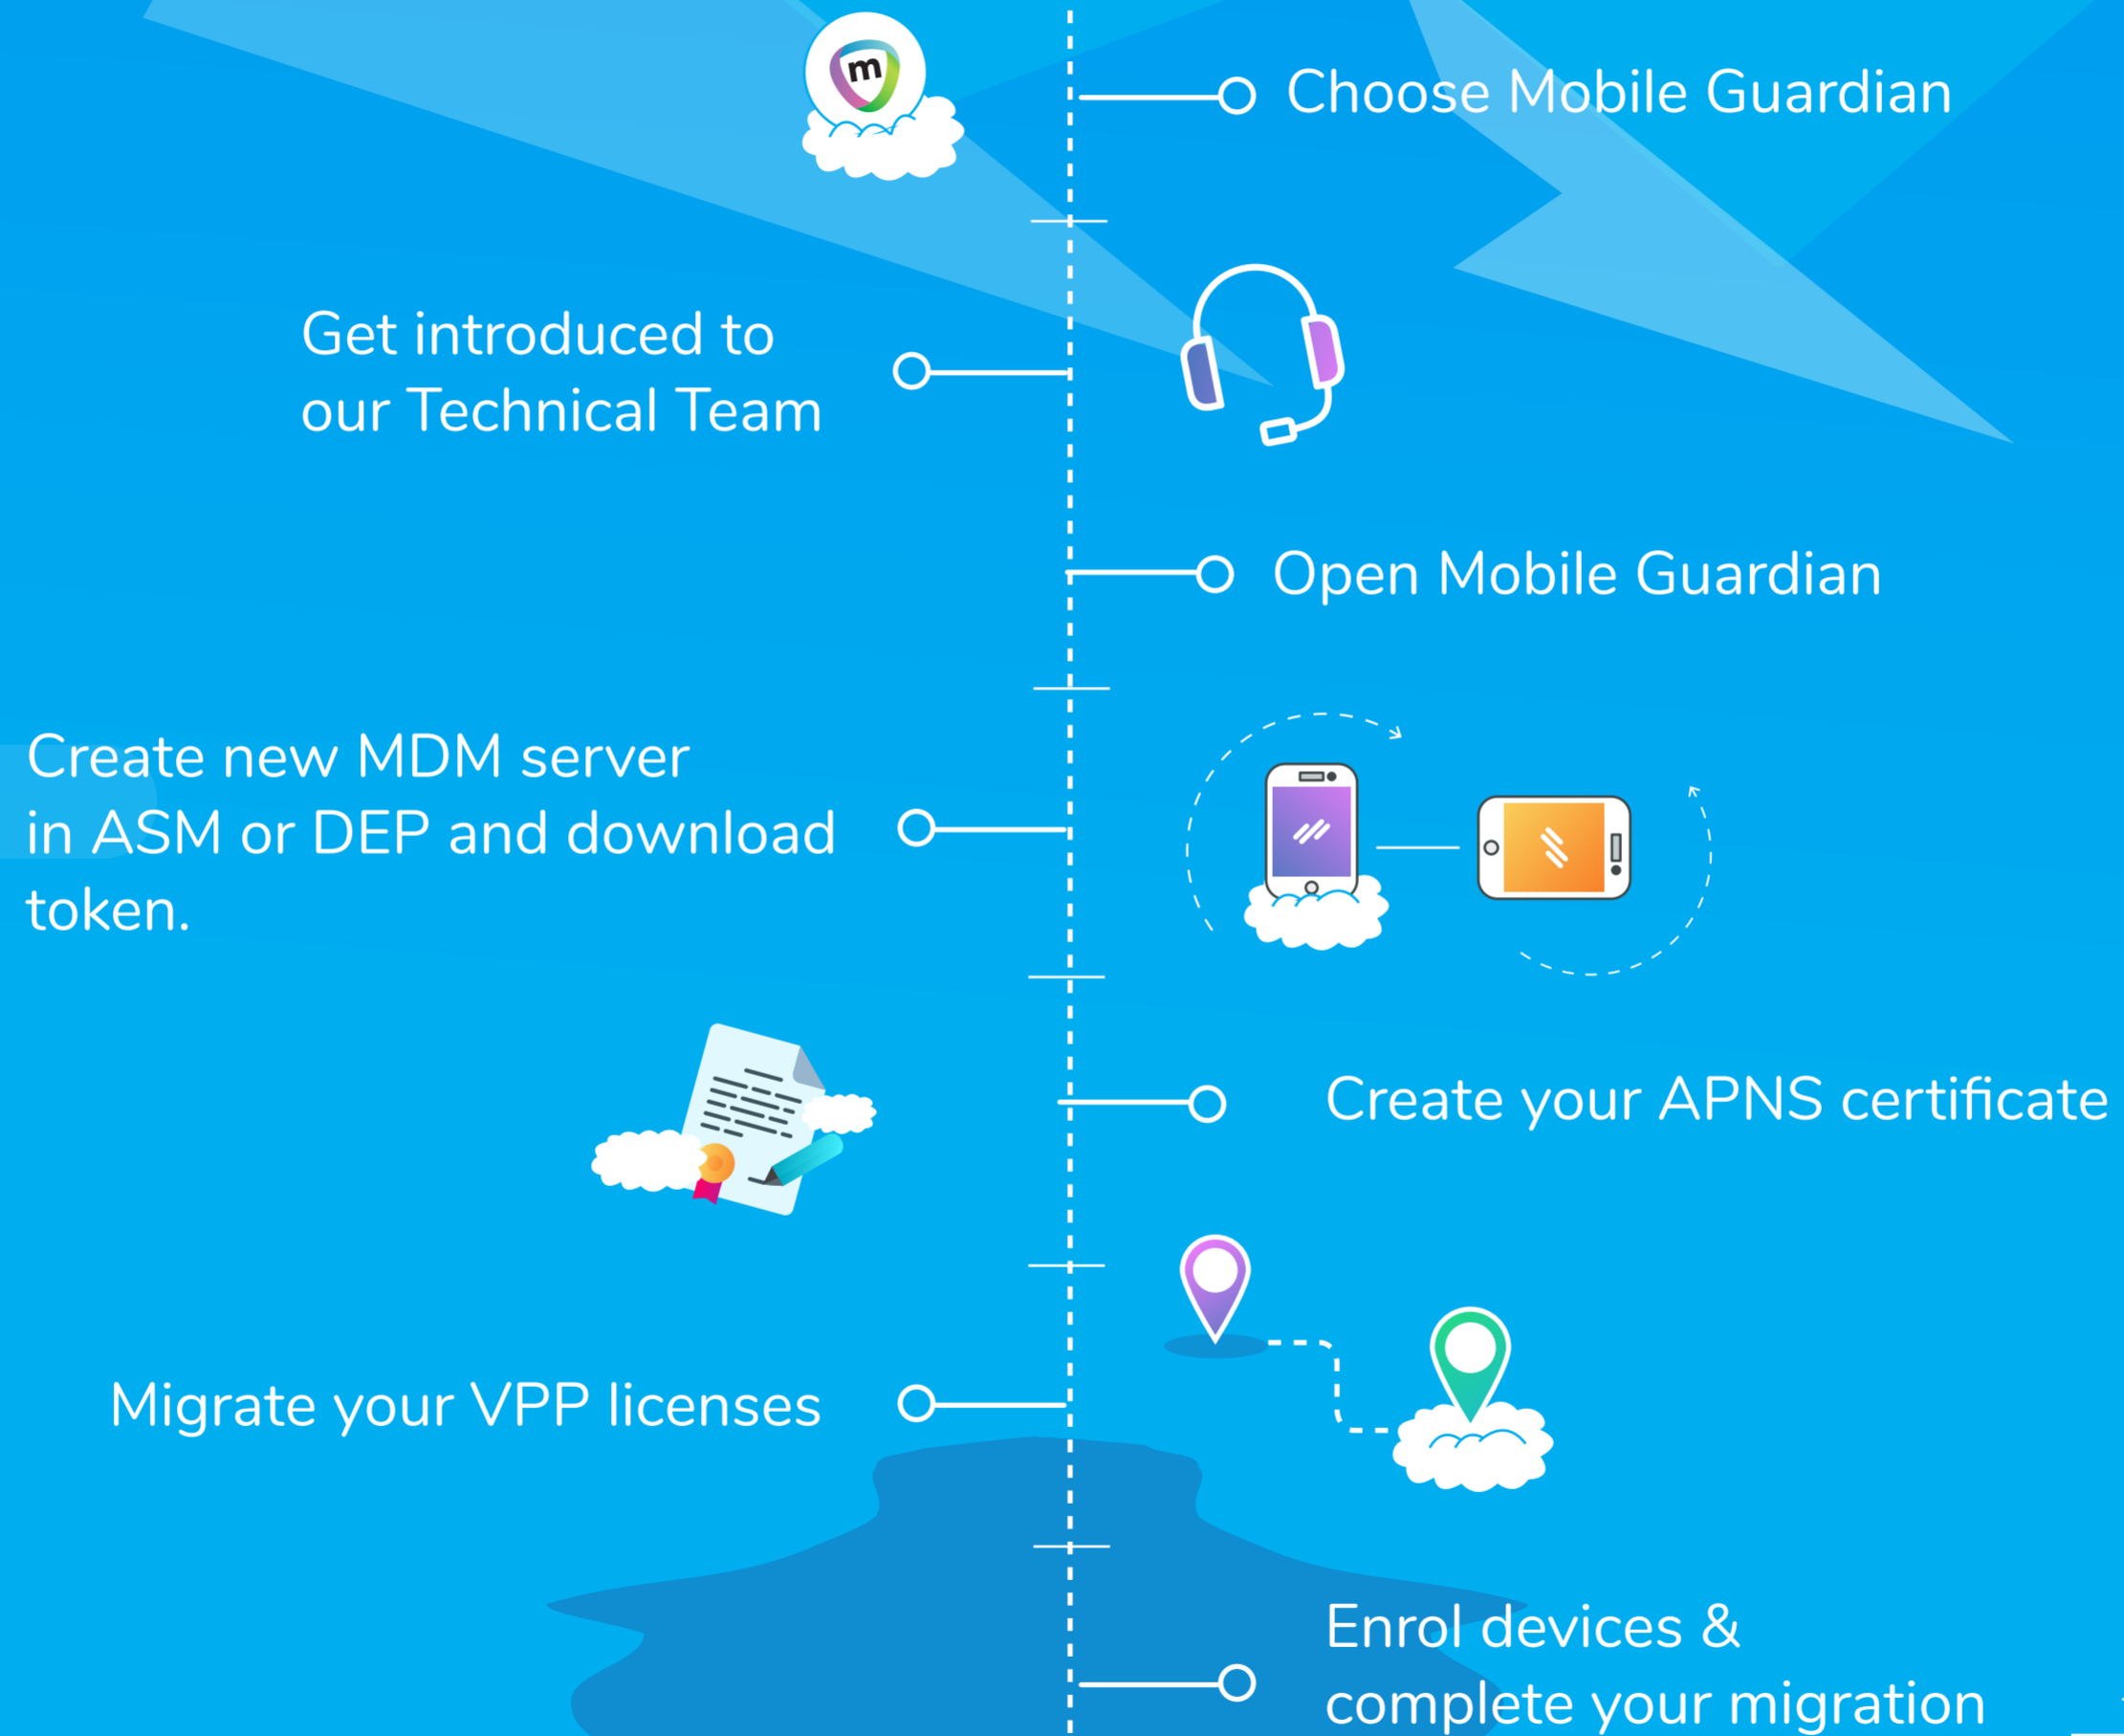 m
Choose Mobile Guardian
Get introduced to
our Technical Team
Open Mobile Guardian
Create new MDM server
in ASM or DEP and download
token.
Create your APNS certificate
Migrate your VPP licenses
Enrol devices &
complete your migration